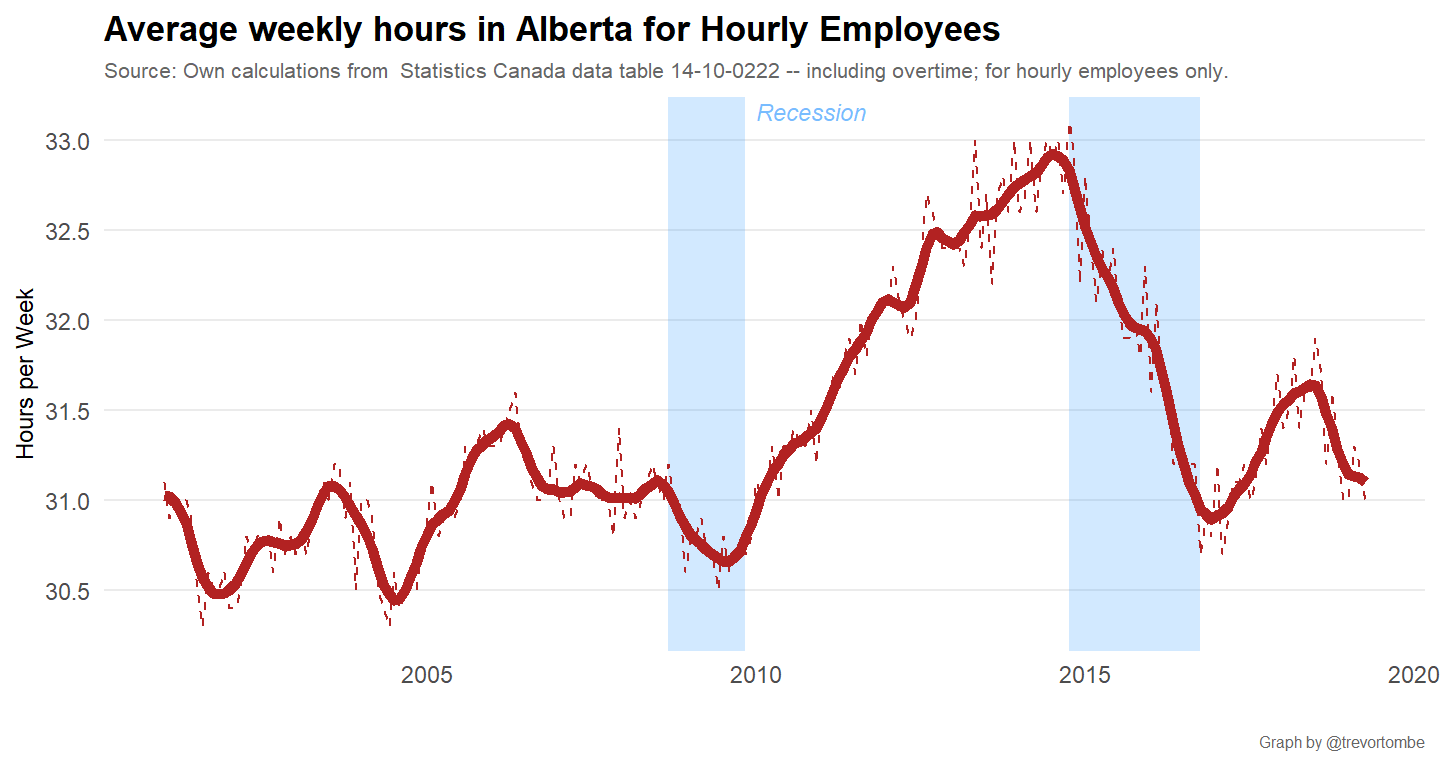 Average weekly hours in Alberta for Hourly Employees
Source: Own calculations from  Statistics Canada data table 14-10-0222 -- including overtime; for hourly employees only.
Recession
33.0
32.5
32.0
31.5
31.0
30.5
Hours per Week
2005
2010
2015
2020
Graph by @trevortombe